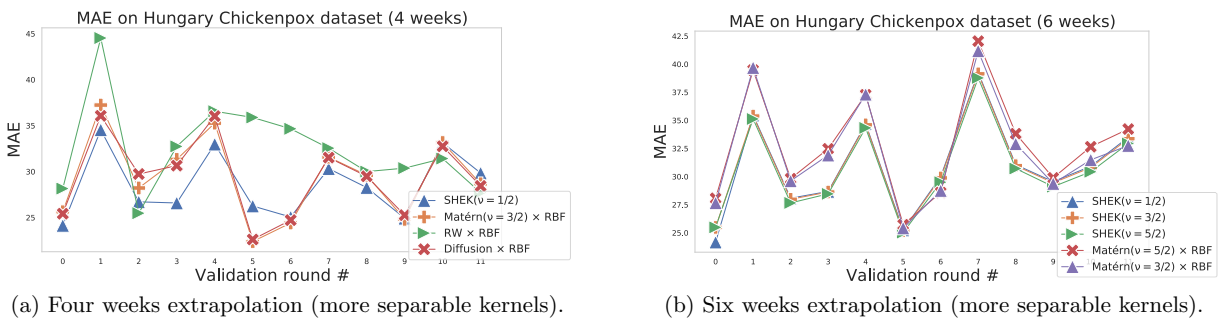 MAE on Hungary Chickenpox dataset (4 weeks)
MAE
45
40
35
30
25
0 1 2 3 4 5 6 7 8 9 10 11
Validation round #
SHEK(ν = 1/2)
Matérn(ν = 3/2) × RBF
RW × RBF
Diffusion × RBF
(a) Four weeks extrapolation (more separable kernels).
MAE on Hungary Chickenpox dataset (6 weeks)
MAE
42.5
40.0
37.5
35.0
32.5
30.0
27.5
25.0
0 1 2 3 4 5 6 7 8 9
Validation round #
SHEK(ν = 1/2)
SHEK(ν = 3/2)
SHEK(ν = 5/2)
Matérn(ν = 5/2) × RBF
Matérn(ν = 3/2) × RBF
(b) Six weeks extrapolation (more separable kernels).